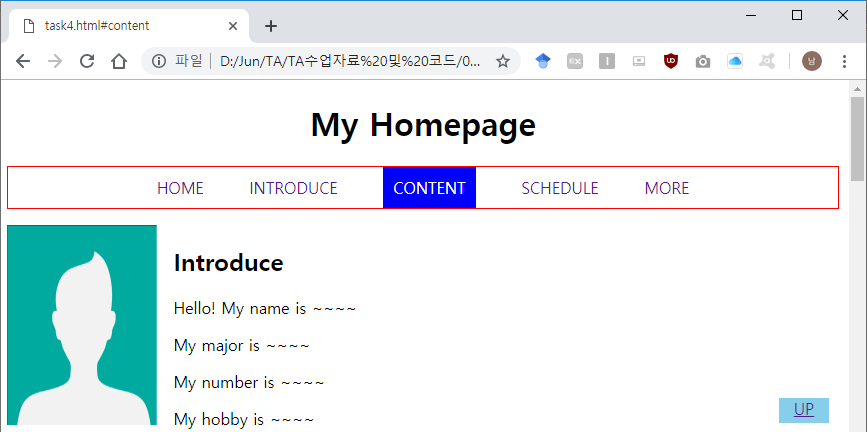 task4.html#content
파일 | D:/Jun/TA/TA수업자료%20및%20코드/0...
남
My Homepage
HOME INTRODUCE CONTENT SCHEDULE MORE
Introduce
Hello! My name is ~~~~
My major is ~~~~
My number is ~~~~
My hobby is ~~~~
UP